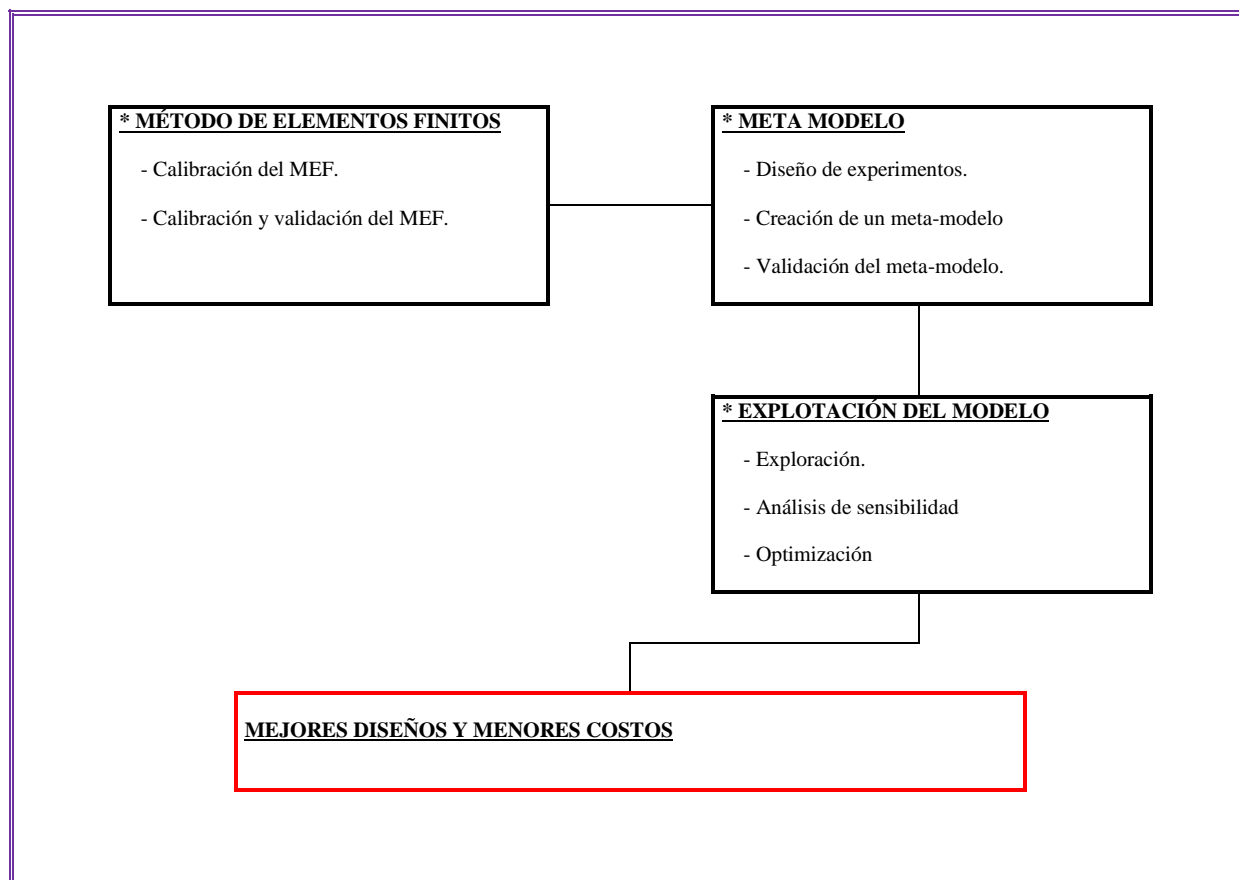 * MÉTODO DE ELEMENTOS FINITOS
- Calibración del MEF.
- Calibración y validación del MEF.
* META MODELO
- Diseño de experimentos.
- Creación de un meta-modelo
- Validación del meta-modelo.
* EXPLOTACIÓN DEL MODELO
- Exploración.
- Análisis de sensibilidad
- Optimización
MEJORES DISEÑOS Y MENORES COSTOS